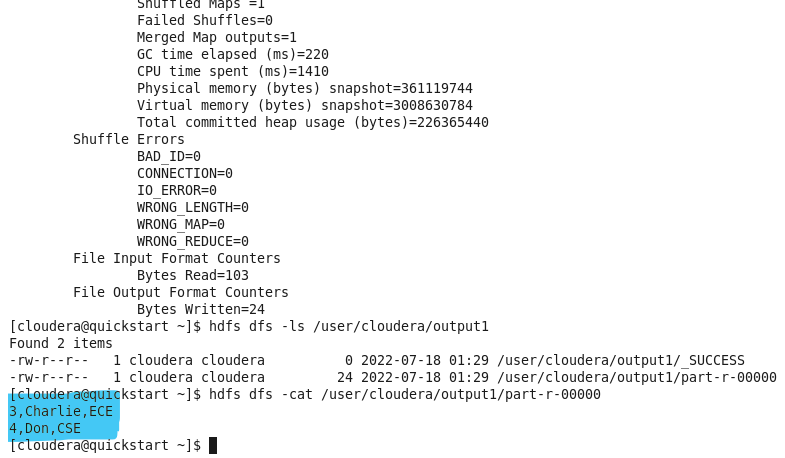 Shuffled Maps =1
Failed Shuffles=0
Merged Map outputs=1
GC time elapsed (ms)=220
CPU time spent (ms)=1410
Physical memory (bytes) snapshot=361119744
Virtual memory (bytes) snapshot=3008630784
Total committed heap usage (bytes)=226365440
Shuffle Errors
BAD_ID=0
CONNECTION=0
IO_ERROR=0
WRONG_LENGTH=0
WRONG_MAP=0
WRONG_REDUCE=0
File Input Format Counters
Bytes Read=103
File Output Format Counters
Bytes Written=24
[cloudera@quickstart ~]$ hdfs dfs -ls /user/cloudera/output1
Found 2 items
-rw-r--r--   1 cloudera cloudera          0 2022-07-18 01:29 /user/cloudera/output1/_SUCCESS
-rw-r--r--   1 cloudera cloudera         24 2022-07-18 01:29 /user/cloudera/output1/part-r-00000
[cloudera@quickstart ~]$ hdfs dfs -cat /user/cloudera/output1/part-r-00000
3,Charlie,ECE
4,Don,CSE
[cloudera@quickstart ~]$